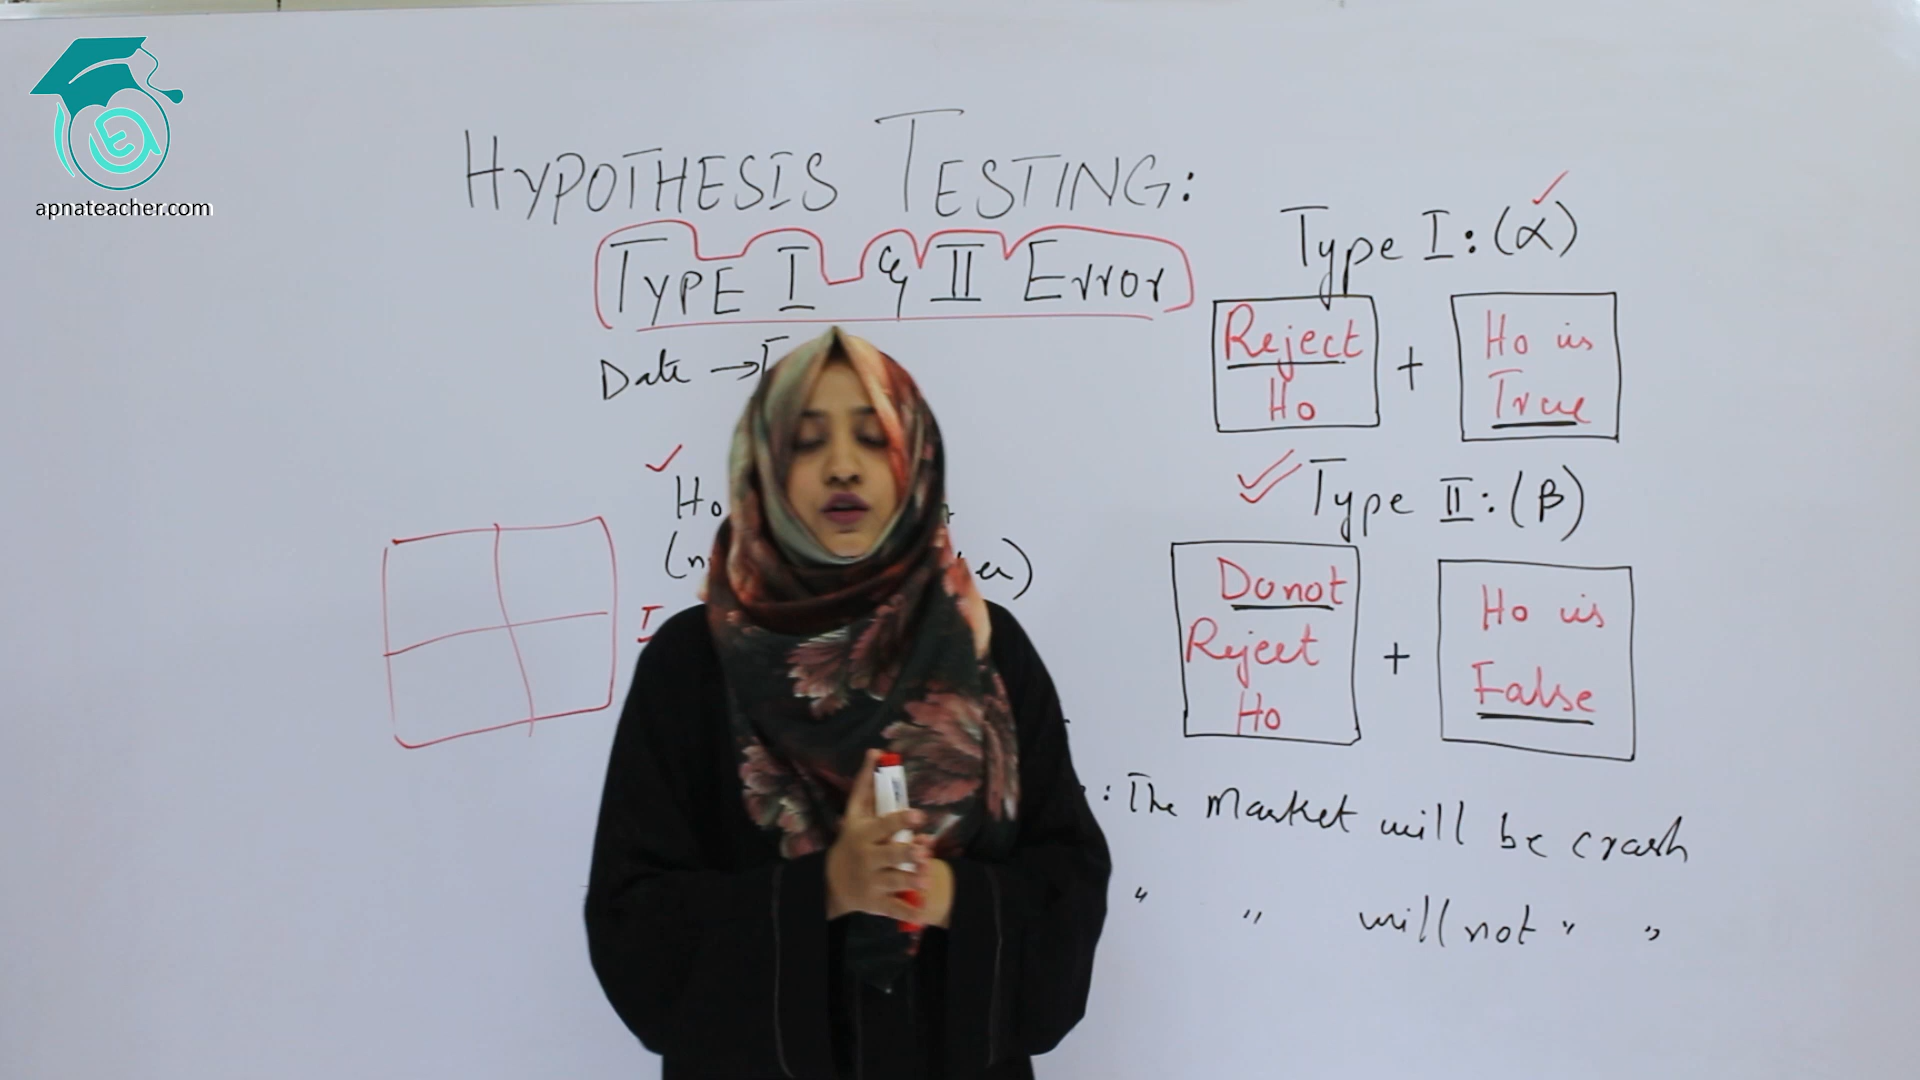 apnateacher.com
HYPOTHESIS TESTING:
TYPE I & II Error
Date →
Ho
I
Type I: (α)
Reject
Ho
+
Ho is
True
Type II: (β)
Donot
Reject
Ho
+
Ho is
False
: The Market will be crash
" " will not " "